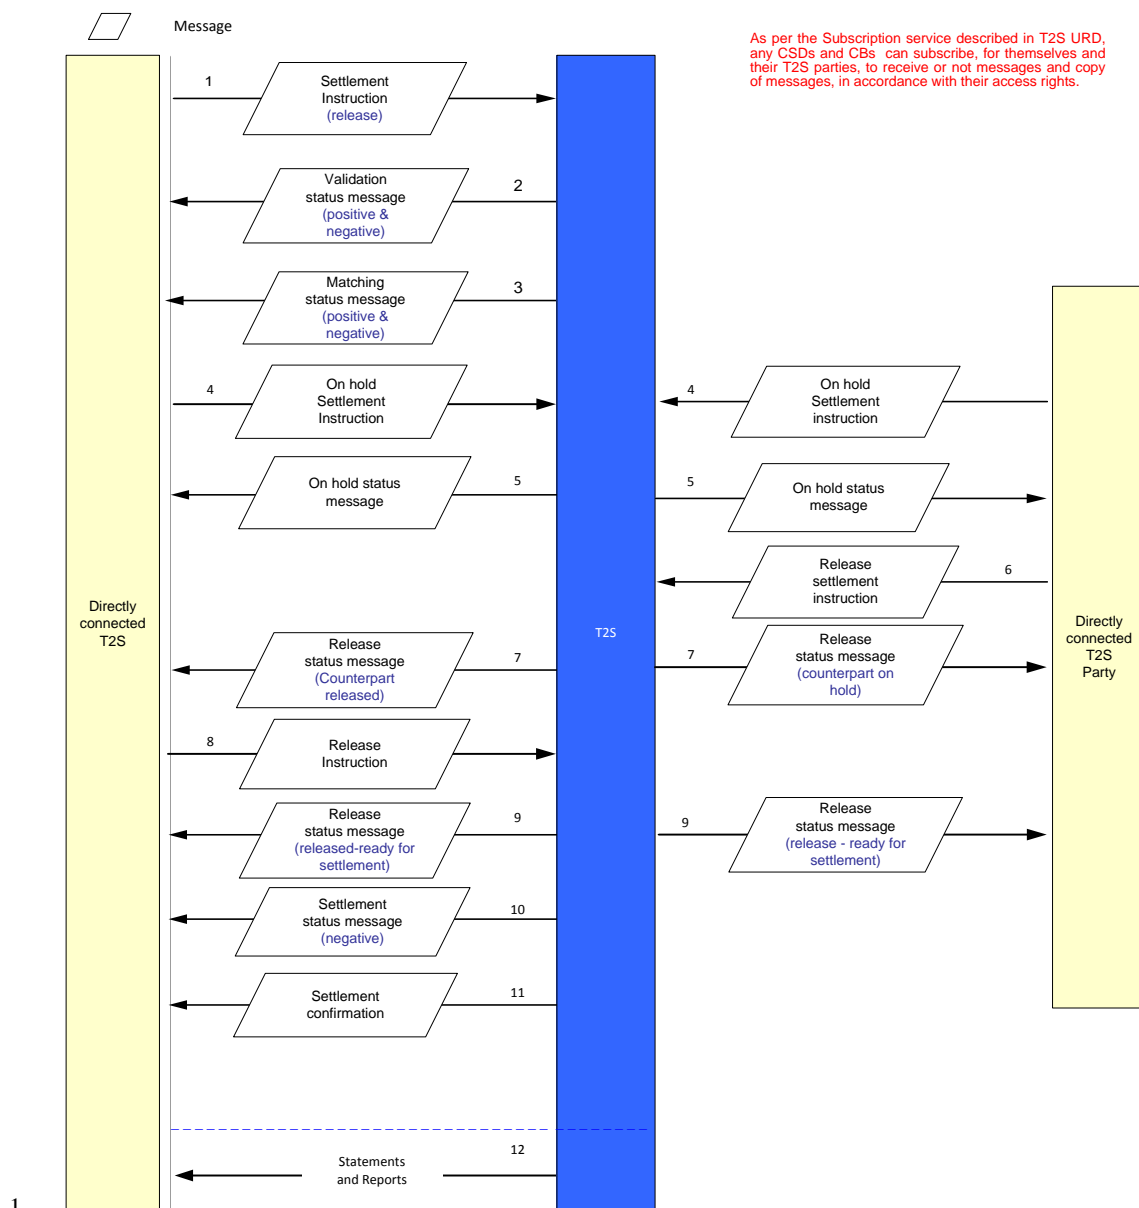 Message
As per the Subscription service described in T2S URD,
any CSDs and CBs can subscribe, for themselves and
their T2S parties, to receive or not messages and copy
of messages, in accordance with their access rights.
1
Settlement
Instruction
(release)
Validation
status message
(positive &
negative)
2
Matching
status message
(positive &
negative)
3
4
On hold
Settlement
Instruction
4
On hold
Settlement
instruction
On hold status
message
5
5
On hold status
message
Release
settlement
instruction
6
Directly
connected
T2S
T2S
Directly
connected
T2S
Party
Release
status message
(Counterpart
released)
7
7
Release
status message
(counterpart on
hold)
8
Release
Instruction
Release
status message
(released-ready for
settlement)
9
9
Release
status message
(release - ready for
settlement)
Settlement
status message
(negative)
10
Settlement
confirmation
11
12
Statements
and Reports
1